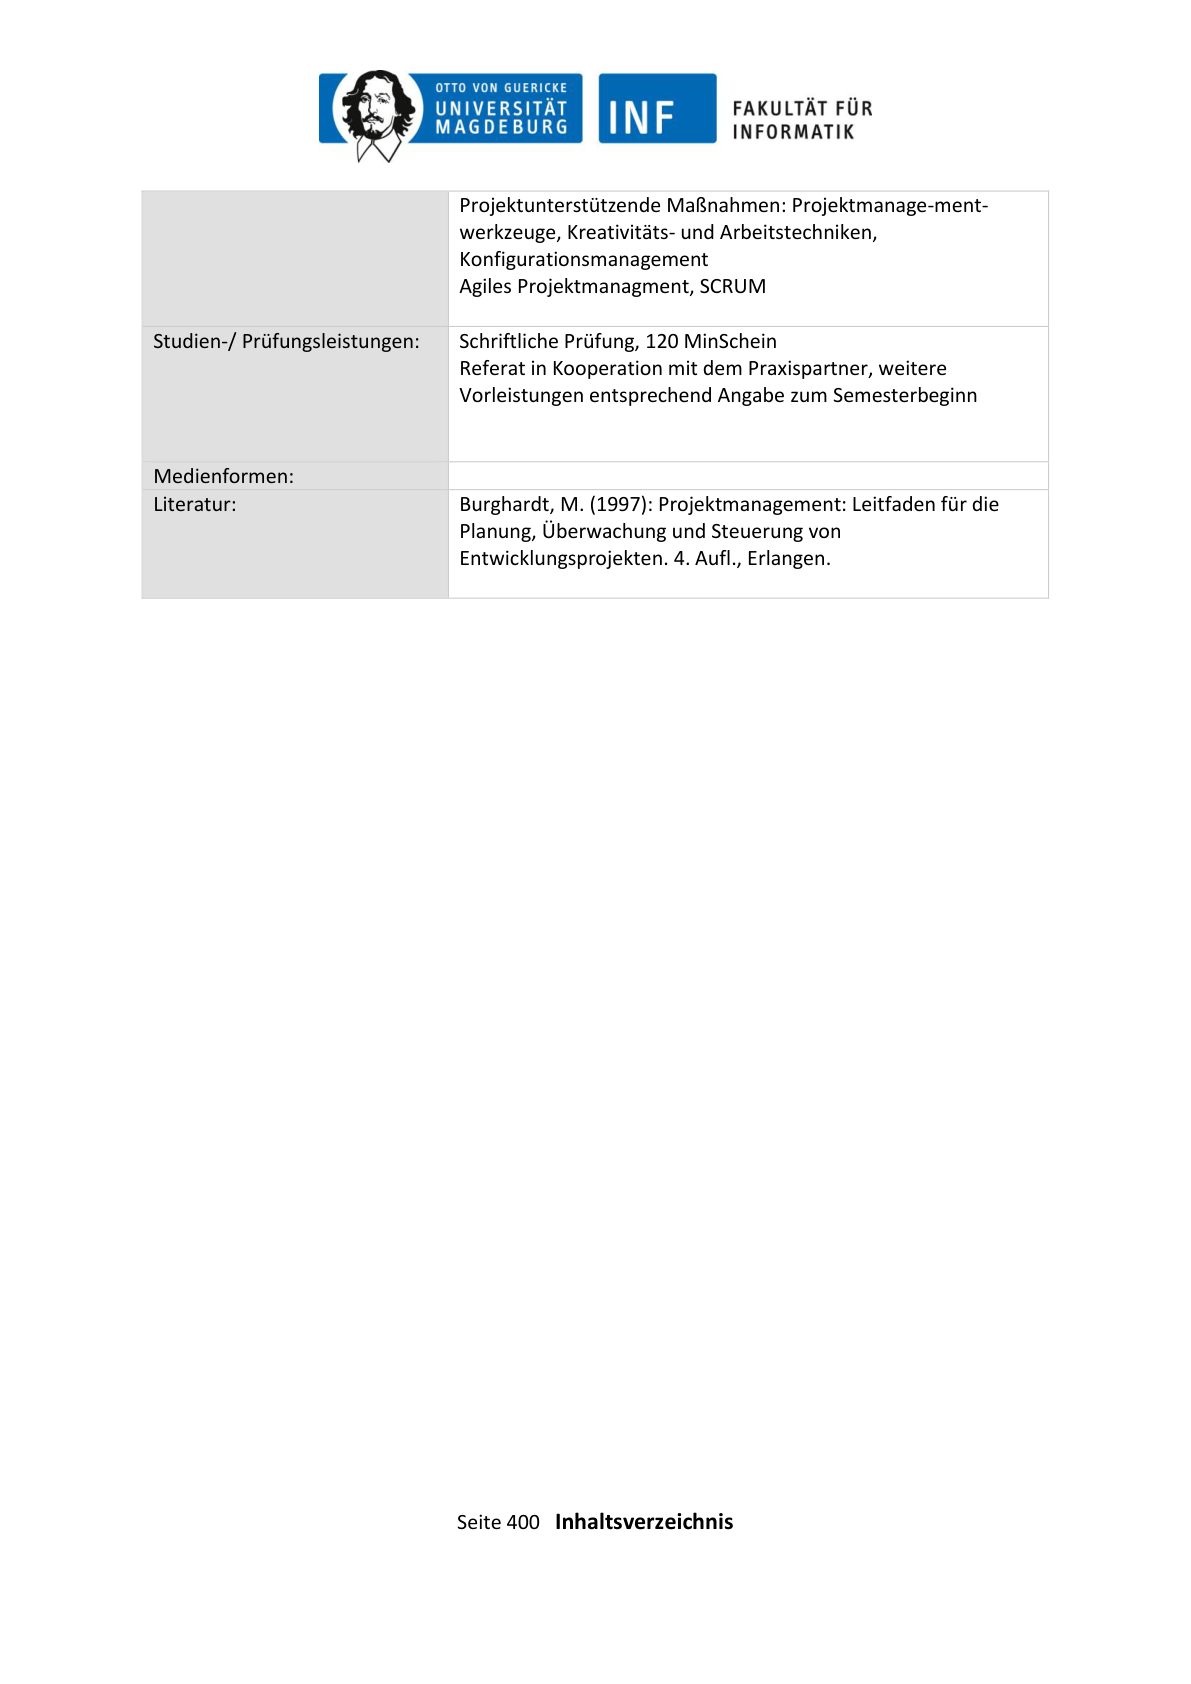 OTTO VON GUERICKE
UNIVERSITÄT
MAGDEBURG
INF
FAKULTÄT FÜR
INFORMATIK
Projektunterstützende Maßnahmen: Projektmanage-ment-
werkzeuge, Kreativitäts- und Arbeitstechniken,
Konfigurationsmanagement
Agiles Projektmanagment, SCRUM
Studien-/ Prüfungsleistungen:
Schriftliche Prüfung, 120 MinSchein
Referat in Kooperation mit dem Praxispartner, weitere
Vorleistungen entsprechend Angabe zum Semesterbeginn
Medienformen:
Literatur:
Burghardt, M. (1997): Projektmanagement: Leitfaden für die
Planung, Überwachung und Steuerung von
Entwicklungsprojekten. 4. Aufl., Erlangen.
Seite 400 Inhaltsverzeichnis